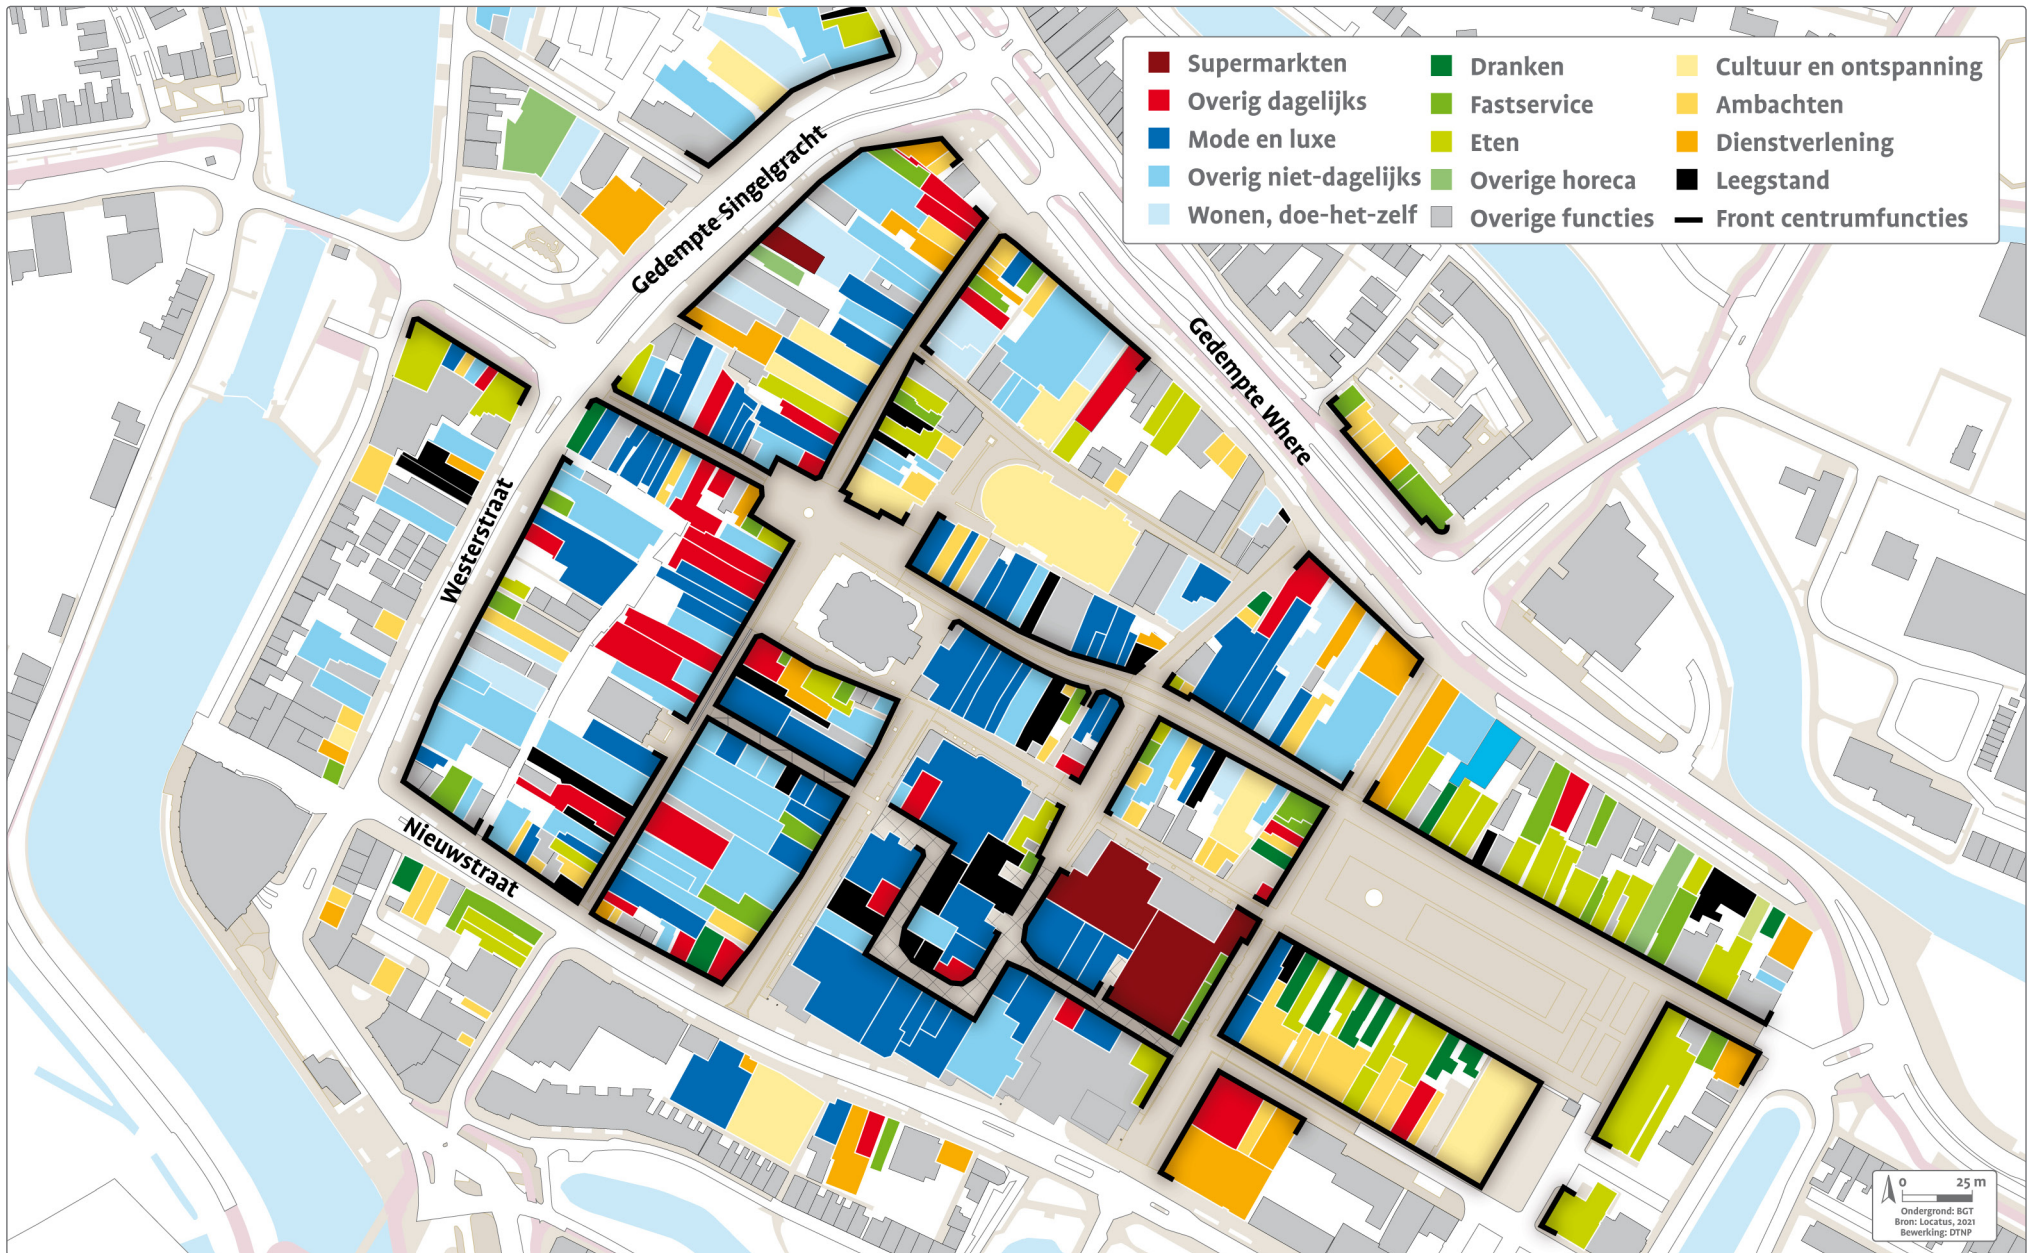 Supermarkten
Overig dagelijks
Mode en luxe
Overig niet-dagelijks
Wonen, doe-het-zelf
Dranken
Fastservice
Eten
Overige horeca
Overige functies
Cultuur en ontspanning
Ambachten
Dienstverlening
Leegstand
Front centrumfuncties
Gedempte Singelgracht
Gedempte Where
Westerstraat
Nieuwstraat
0 25 m
Ondergrond: BGT
Bron: Locatus, 2021
Bewerking: DTNP